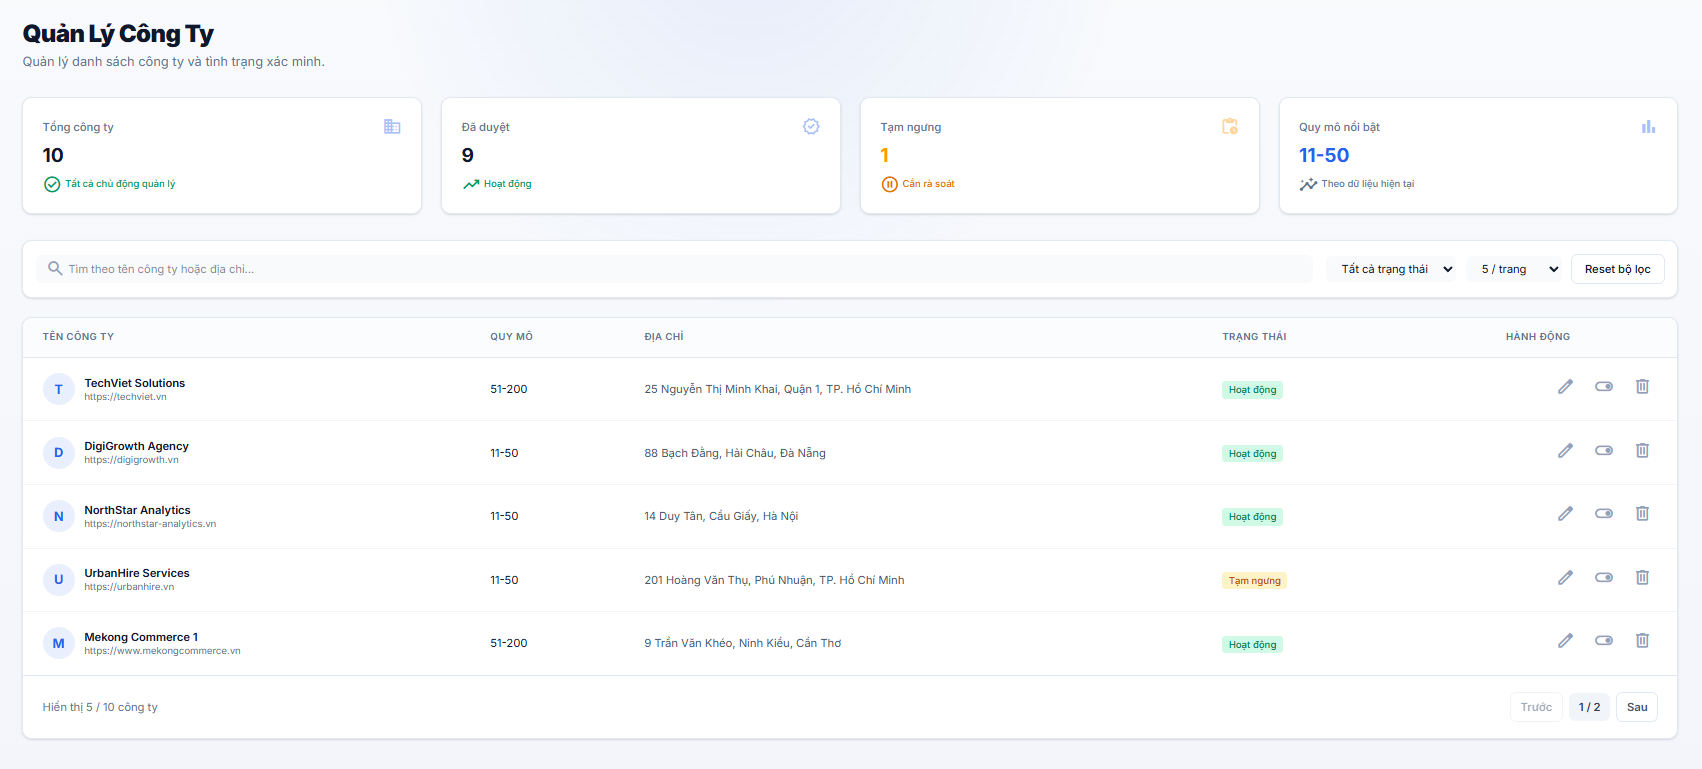 Quản Lý Công Ty
Quản lý danh sách công ty và tình trạng xác minh.
Tổng công ty
10
Tất cả chủ động quản lý
Đã duyệt
9
Hoạt động
Tạm ngưng
1
Cần rà soát
Quy mô nổi bật
11-50
Theo dữ liệu hiện tại
Tìm theo tên công ty hoặc địa chỉ...
Tất cả trạng thái
5 / trang
Reset bộ lọc
TÊN CÔNG TY QUY MÔ ĐỊA CHỈ TRẠNG THÁI HÀNH ĐỘNG
T
TechViet Solutions
https://techviet.vn
51-200
25 Nguyễn Thị Minh Khai, Quận 1, TP. Hồ Chí Minh
Hoạt động
D
DigiGrowth Agency
https://digigrowth.vn
11-50
88 Bạch Đằng, Hải Châu, Đà Nẵng
Hoạt động
N
NorthStar Analytics
https://northstar-analytics.vn
11-50
14 Duy Tân, Cầu Giấy, Hà Nội
Hoạt động
U
UrbanHire Services
https://urbanhire.vn
11-50
201 Hoàng Văn Thụ, Phú Nhuận, TP. Hồ Chí Minh
Tạm ngưng
M
Mekong Commerce 1
https://www.mekongcommerce.vn
51-200
9 Trần Văn Khéo, Ninh Kiều, Cần Thơ
Hoạt động
Hiển thị 5 / 10 công ty
Trước
1 / 2
Sau